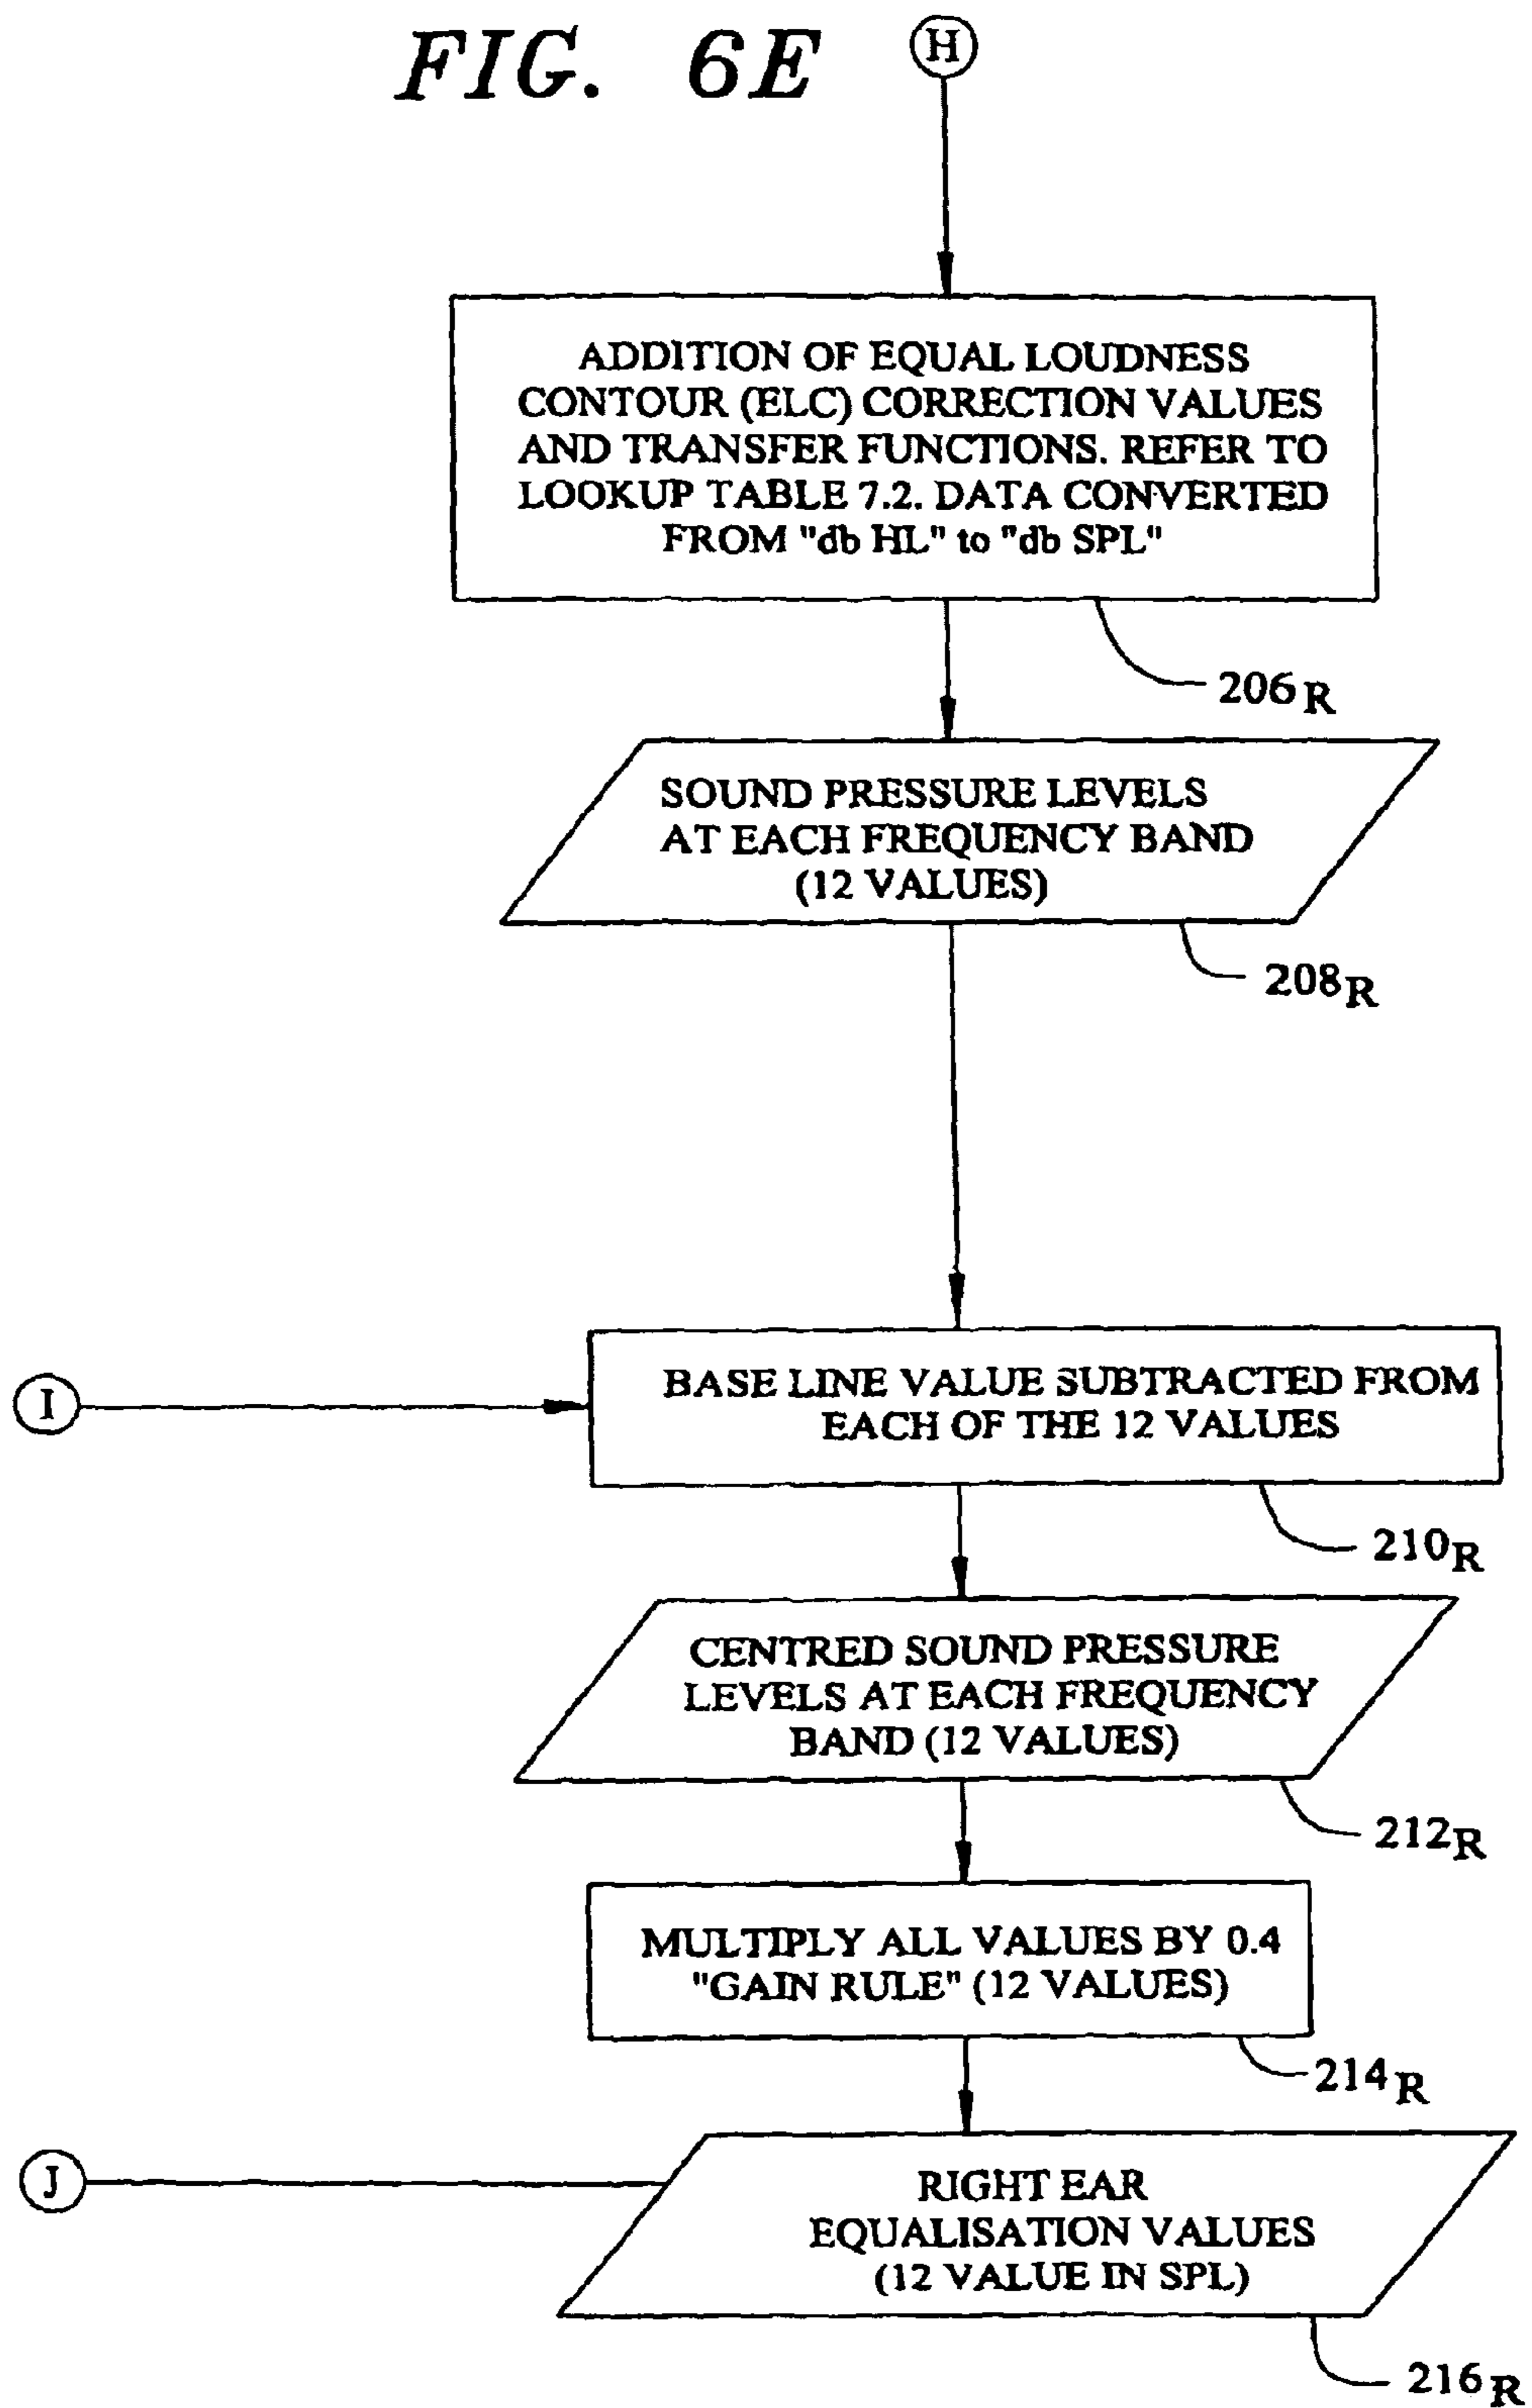 FIG. 6E
H
ADDITION OF EQUAL LOUDNESS
CONTOUR (ELC) CORRECTION VALUES
AND TRANSFER FUNCTIONS. REFER TO
LOOKUP TABLE 7.2. DATA CONVERTED
FROM "db HL" to "db SPL"
206R
SOUND PRESSURE LEVELS
AT EACH FREQUENCY BAND
(12 VALUES)
208R
I
BASE LINE VALUE SUBTRACTED FROM
EACH OF THE 12 VALUES
210R
CENTRED SOUND PRESSURE
LEVELS AT EACH FREQUENCY
BAND (12 VALUES)
212R
MULTIPLY ALL VALUES BY 0.4
"GAIN RULE" (12 VALUES)
214R
J
RIGHT EAR
EQUALISATION VALUES
(12 VALUE IN SPL)
216R